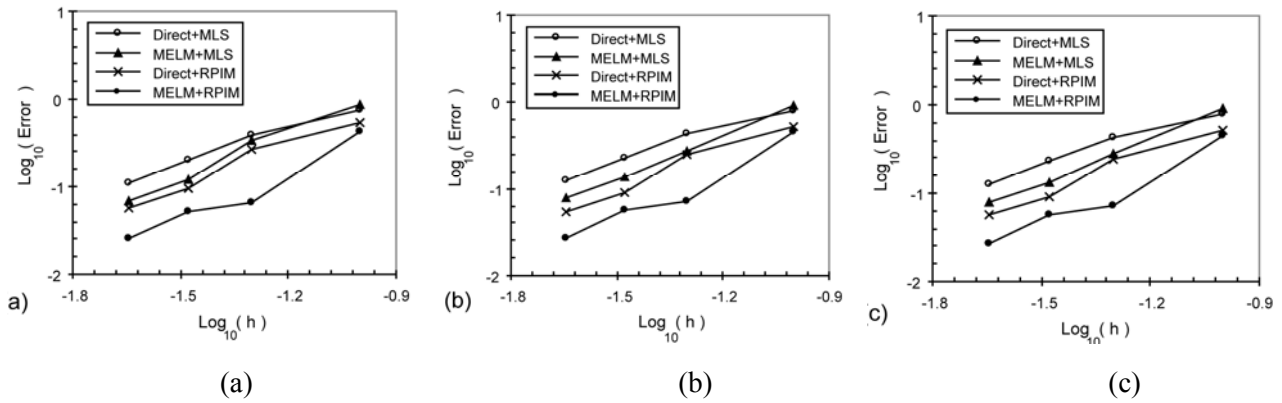 1
0
-1
-2
Log10( Error )
Direct+MLS
MELM+MLS
Direct+RPIM
MELM+RPIM
-1.8 -1.5 -1.2 -0.9
Log10( h )
a)
(a)
1
0
-1
-2
Log10( Error )
Direct+MLS
MELM+MLS
Direct+RPIM
MELM+RPIM
-1.8 -1.5 -1.2 -0.9
Log ( h )
10
(b)
(b)
1
0
-1
-2
Log10( Error )
Direct+MLS
MELM+MLS
Direct+RPIM
MELM+RPIM
-1.8 -1.5 -1.2 -0.9
Log10( h )
c)
(c)